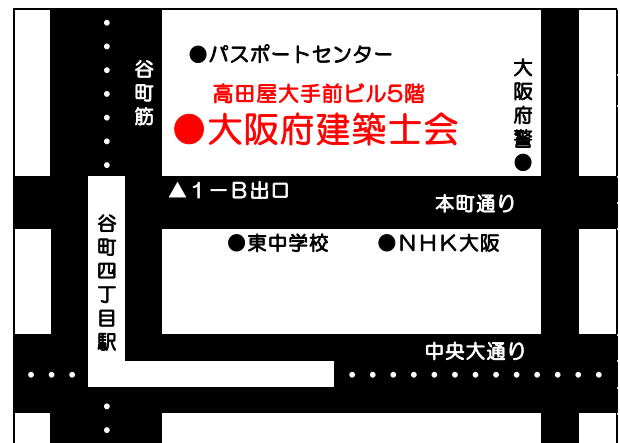 ●パスポートセンター
谷町筋
高田屋大手前ビル5階
●大阪府建築士会
大阪府警●
▲1－B出口
本町通り
谷町四丁目駅
●東中学校
●NHK大阪
中央大通り